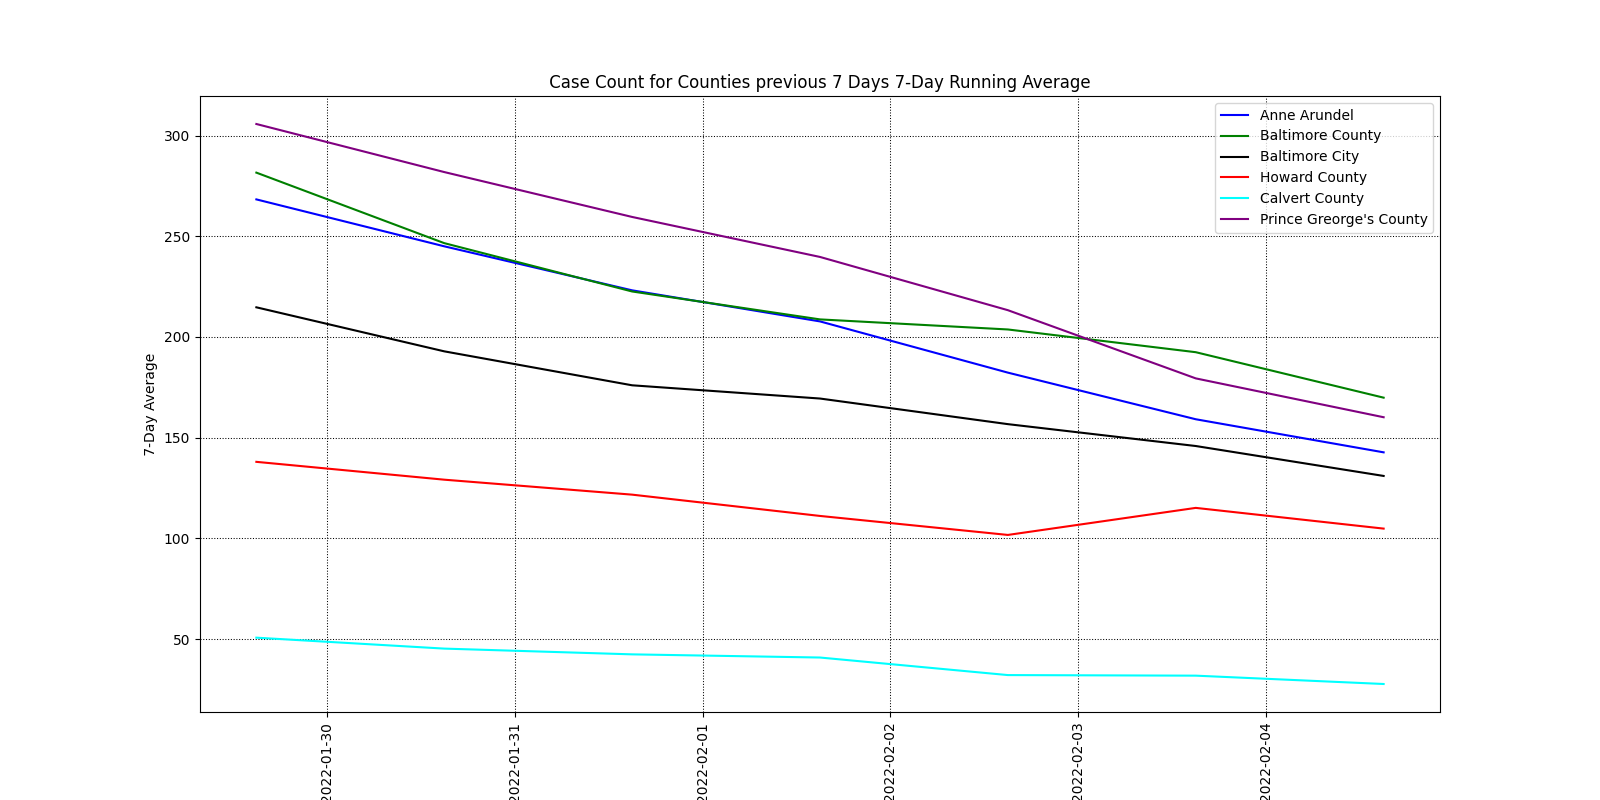 Case Count for Counties previous 7 Days 7-Day Running Average
Anne Arundel
Baltimore County
Baltimore City
Howard County
Calvert County
Prince Greorge's County
7-Day Average
300
250
200
150
100
50
2022-01-30
2022-01-31
2022-02-01
2022-02-02
2022-02-03
2022-02-04